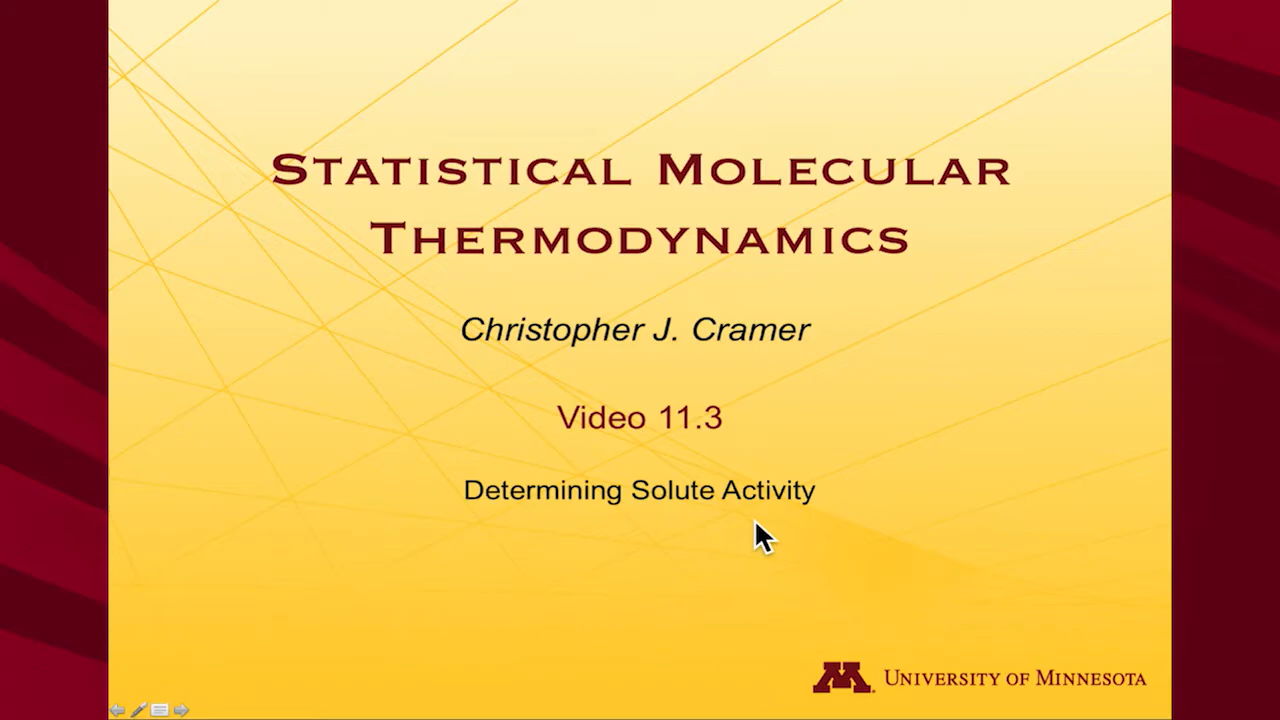 STATISTICAL MOLECULAR
THERMODYNAMICS
Christopher J. Cramer
Video 11.3
Determining Solute Activity
UNIVERSITY OF MINNESOTA